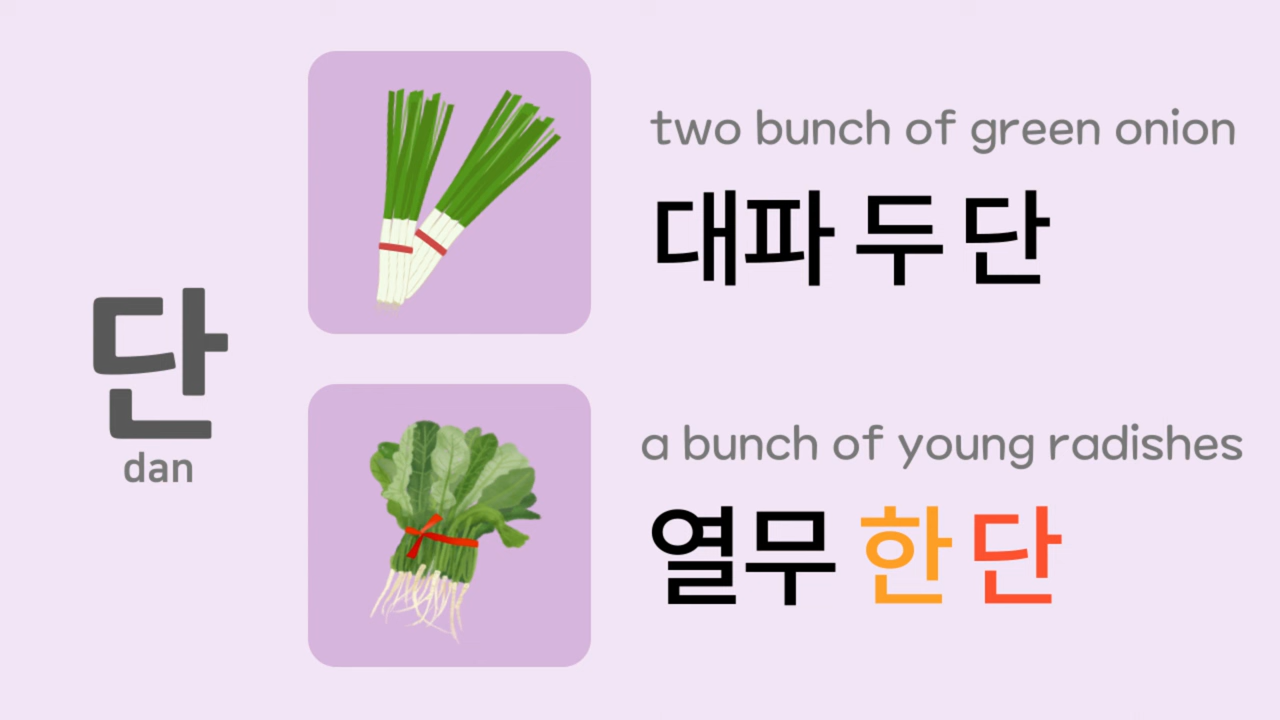 단
dan
two bunch of green onion
대파 두 단
a bunch of young radishes
열무 한 단